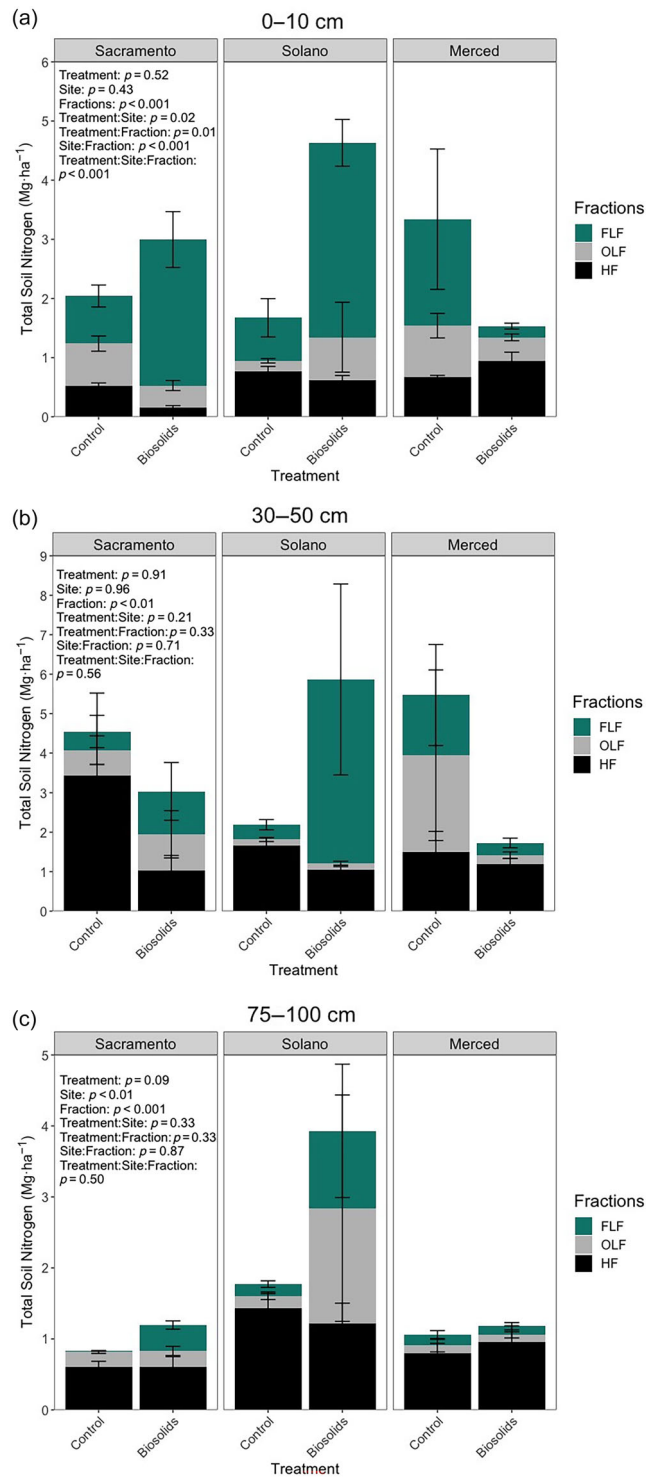 (a)
0–10 cm
Sacramento Solano Merced
Total Soil Nitrogen (Mg·ha⁻¹)
6
5
4
3
2
1
0
Treatment: p = 0.52
Site: p = 0.43
Fractions: p < 0.001
Treatment:Site: p = 0.02
Treatment:Fraction: p = 0.01
Site:Fraction: p < 0.001
Treatment:Site:Fraction:
p < 0.001
Control Biosolids Control Biosolids Control Biosolids
Treatment
Fractions
FLF
OLF
HF
(b)
30–50 cm
Sacramento Solano Merced
Total Soil Nitrogen (Mg·ha⁻¹)
9
8
7
6
5
4
3
2
1
0
Treatment: p = 0.91
Site: p = 0.96
Fraction: p < 0.01
Treatment:Site: p = 0.21
Treatment:Fraction: p = 0.33
Site:Fraction: p = 0.71
Treatment:Site:Fraction:
p = 0.56
Control Biosolids Control Biosolids Control Biosolids
Treatment
Fractions
FLF
OLF
HF
(c)
75–100 cm
Sacramento Solano Merced
Total Soil Nitrogen (Mg·ha⁻¹)
5
4
3
2
1
0
Treatment: p = 0.09
Site: p < 0.01
Fraction: p < 0.001
Treatment:Site: p = 0.33
Treatment:Fraction: p = 0.33
Site:Fraction: p = 0.87
Treatment:Site:Fraction:
p = 0.50
Control Biosolids Control Biosolids Control Biosolids
Treatment
Fractions
FLF
OLF
HF